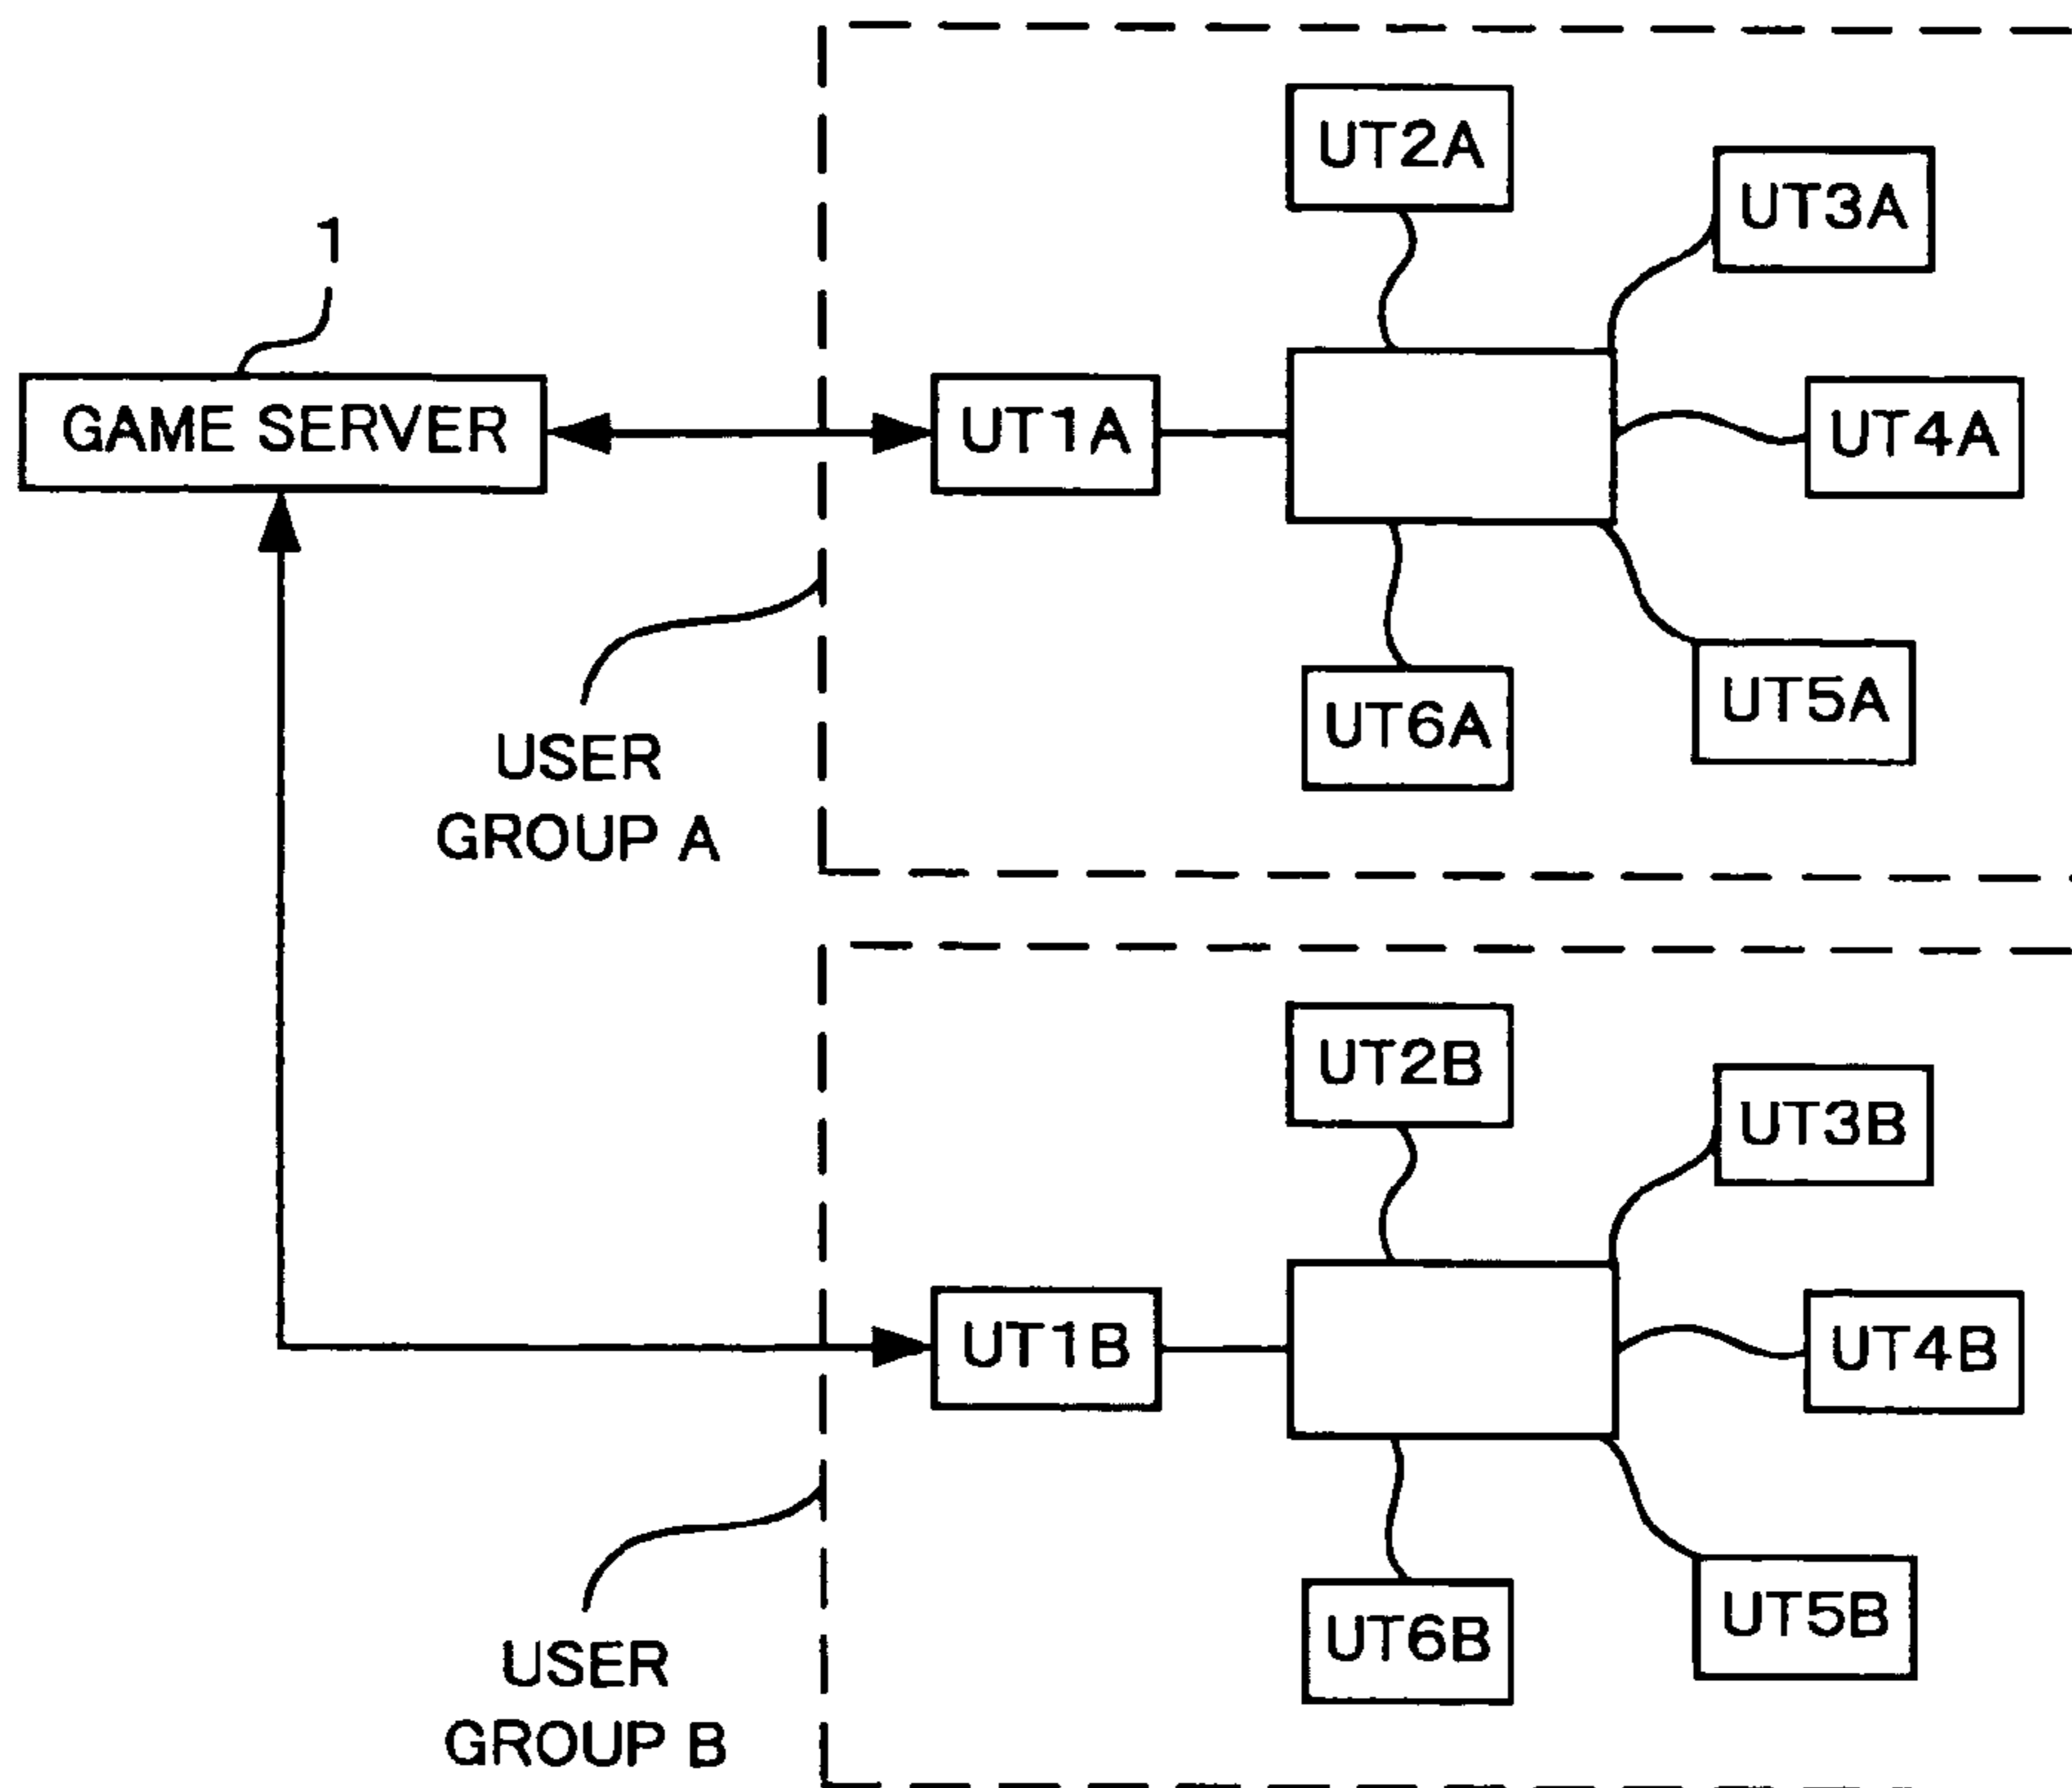 1
GAME SERVER
UT1A
UT2A
UT3A
UT4A
UT5A
UT6A
USER
GROUP A
UT1B
UT2B
UT3B
UT4B
UT5B
UT6B
USER
GROUP B